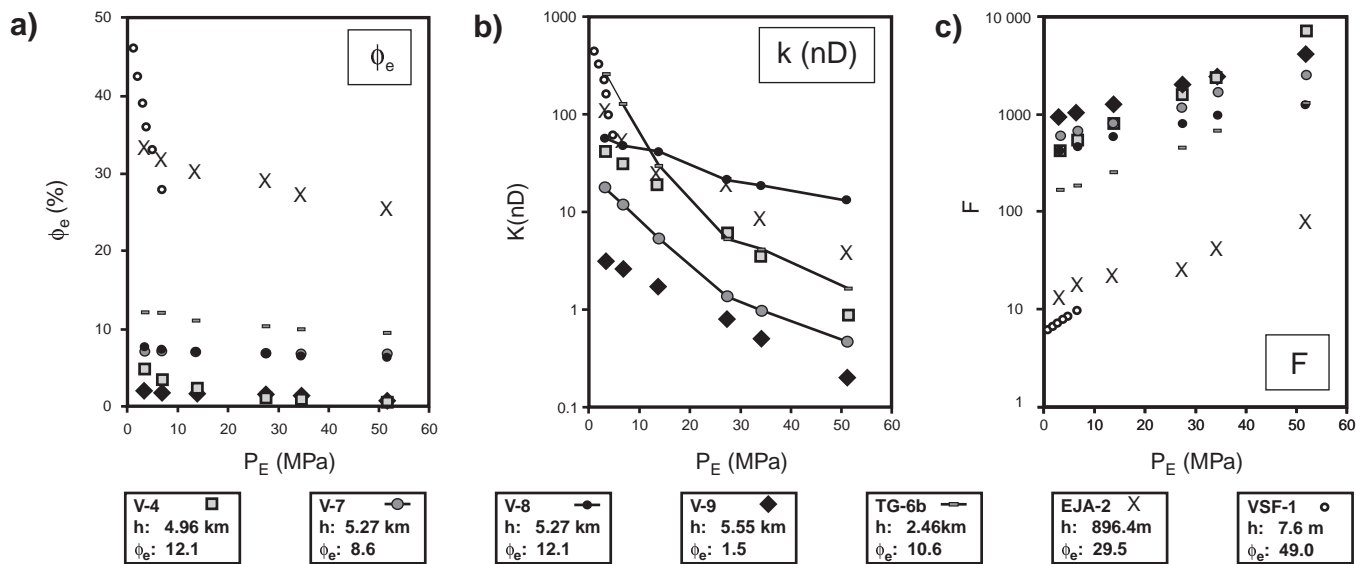 a)
50
40
30
20
10
0
ϕe (%)
ϕe
0 10 20 30 40 50 60
PE (MPa)
b)
1000
100
10
1
0.1
K(nD)
k (nD)
0 10 20 30 40 50 60
PE (MPa)
c)
10 000
1000
100
10
1
F
F
0 10 20 30 40 50 60
PE (MPa)
V-4
h: 4.96 km
ϕe: 12.1
V-7
h: 5.27 km
ϕe: 8.6
V-8
h: 5.27 km
ϕe: 12.1
V-9
h: 5.55 km
ϕe: 1.5
TG-6b
h: 2.46km
ϕe: 10.6
EJA-2
h: 896.4m
ϕe: 29.5
VSF-1
h: 7.6 m
ϕe: 49.0